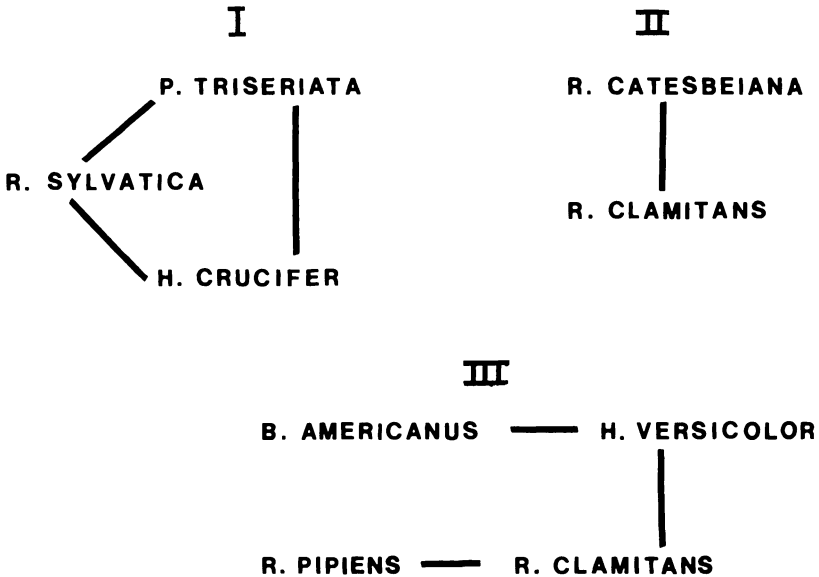 I
P. TRISERIATA
R. SYLVATICA
H. CRUCIFER
II
R. CATESBEIANA
R. CLAMITANS
III
B. AMERICANUS
H. VERSICOLOR
R. PIPIENS
R. CLAMITANS